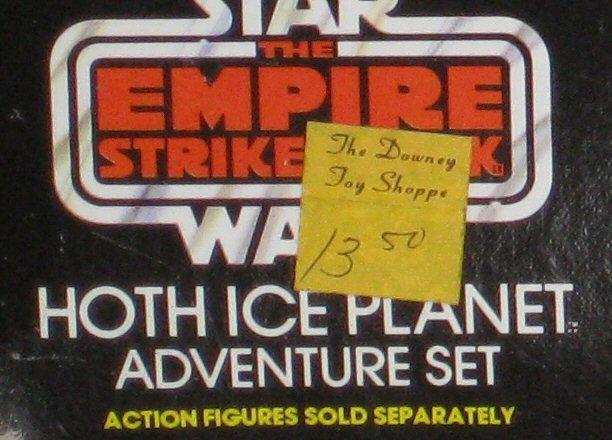 STAR
THE
EMPIRE
STRIKE K
WA
The Downey
Toy Shoppe
13 50
HOTH ICE PLANET
ADVENTURE SET
ACTION FIGURES SOLD SEPARATELY